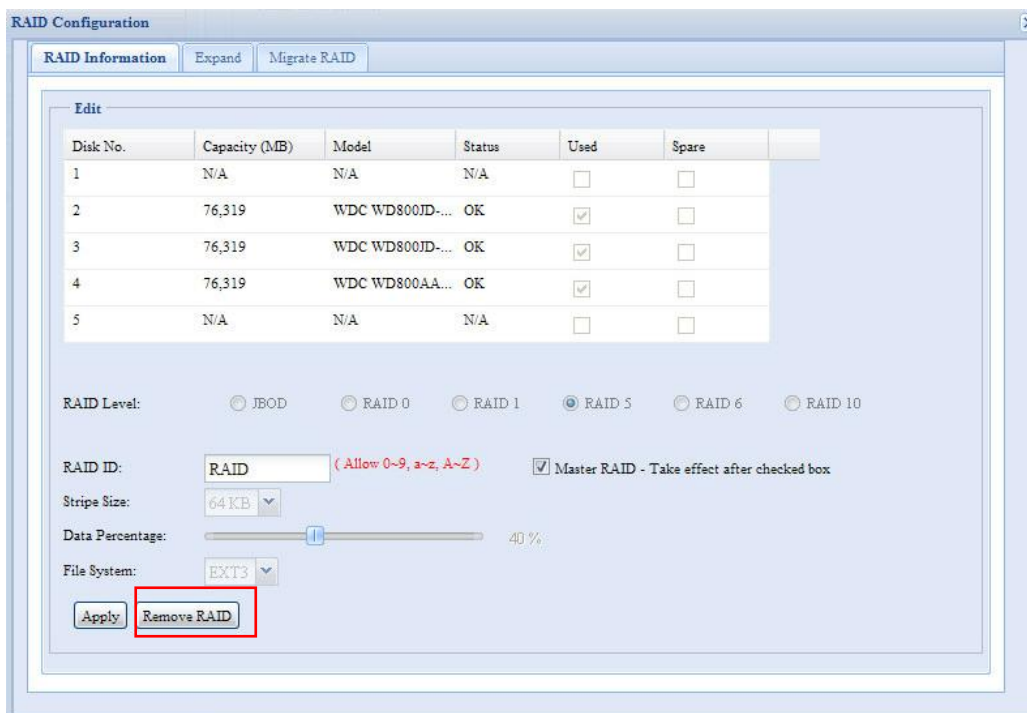 RAID Configuration
RAID Information Expand Migrate RAID
Edit
Disk No. Capacity (MB) Model Status Used Spare
1 N/A N/A N/A
2 76,319 WDC WD800JD-... OK
3 76,319 WDC WD800JD-... OK
4 76,319 WDC WD800AA... OK
5 N/A N/A N/A
RAID Level: JBOD RAID 0 RAID 1 RAID 5 RAID 6 RAID 10
RAID ID: RAID ( Allow 0~9, a~z, A~Z ) Master RAID - Take effect after checked box
Stripe Size: 64 KB
Data Percentage: 40 %
File System: EXT3
Apply Remove RAID